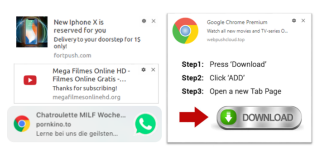 New Iphone X is
reserved for you
Delivery to your doorstep for 1$
only!
fortpush.com
Mega Filmes Online HD -
Filmes Online Gratis -...
Thanks for subscribing!
megafilmesonlinehd.org
Chatroulette MILF Woche...
pornkino.to
Lerne bei uns die geilsten...
Google Chrome Premium
Watch all new movies and TV-series O...
webpushcloud.top
Step1: Press 'Download'
Step2: Click 'ADD'
Step3: Open a new Tab Page
DOWNLOAD